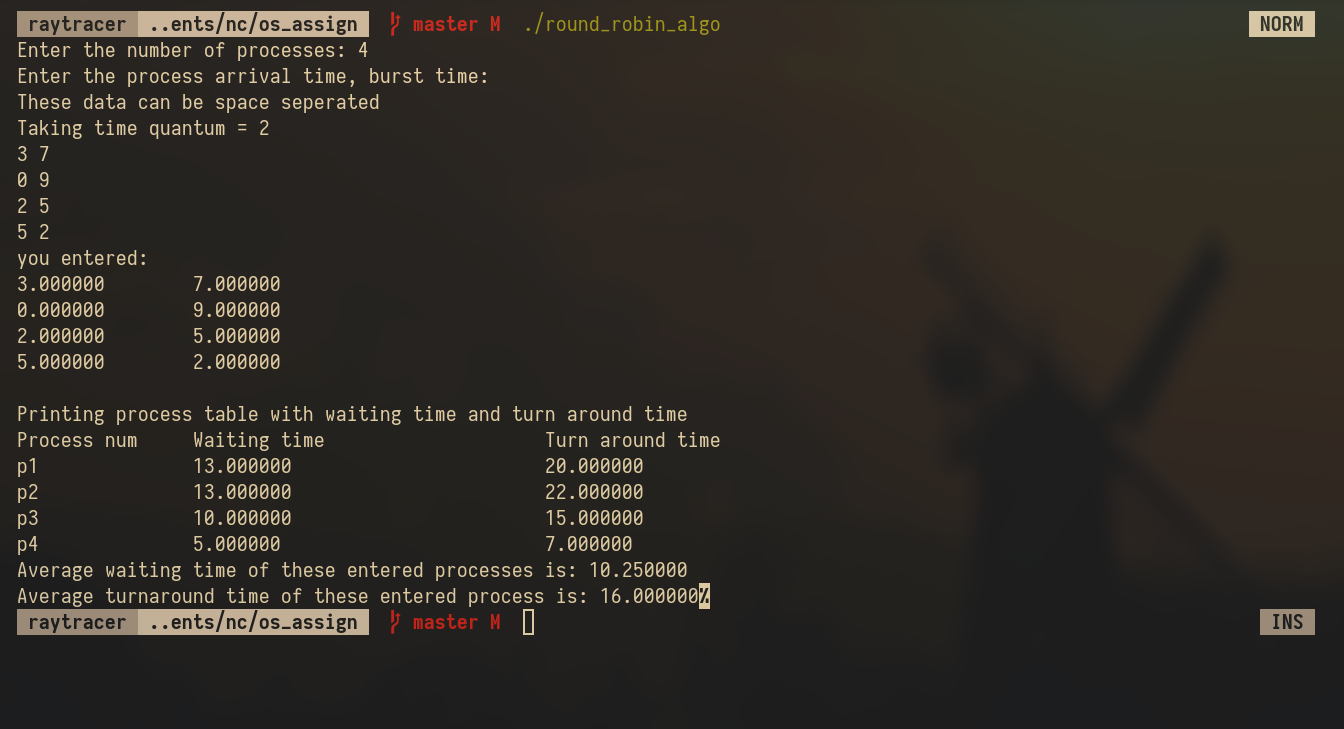 raytracer ..ents/nc/os_assign master M ./round_robin_algo NORM
Enter the number of processes: 4
Enter the process arrival time, burst time:
These data can be space seperated
Taking time quantum = 2
3 7
0 9
2 5
5 2
you entered:
3.000000 7.000000
0.000000 9.000000
2.000000 5.000000
5.000000 2.000000
Printing process table with waiting time and turn around time
Process num Waiting time Turn around time
p1 13.000000 20.000000
p2 13.000000 22.000000
p3 10.000000 15.000000
p4 5.000000 7.000000
Average waiting time of these entered processes is: 10.250000
Average turnaround time of these entered process is: 16.000000%
raytracer ..ents/nc/os_assign master M INS